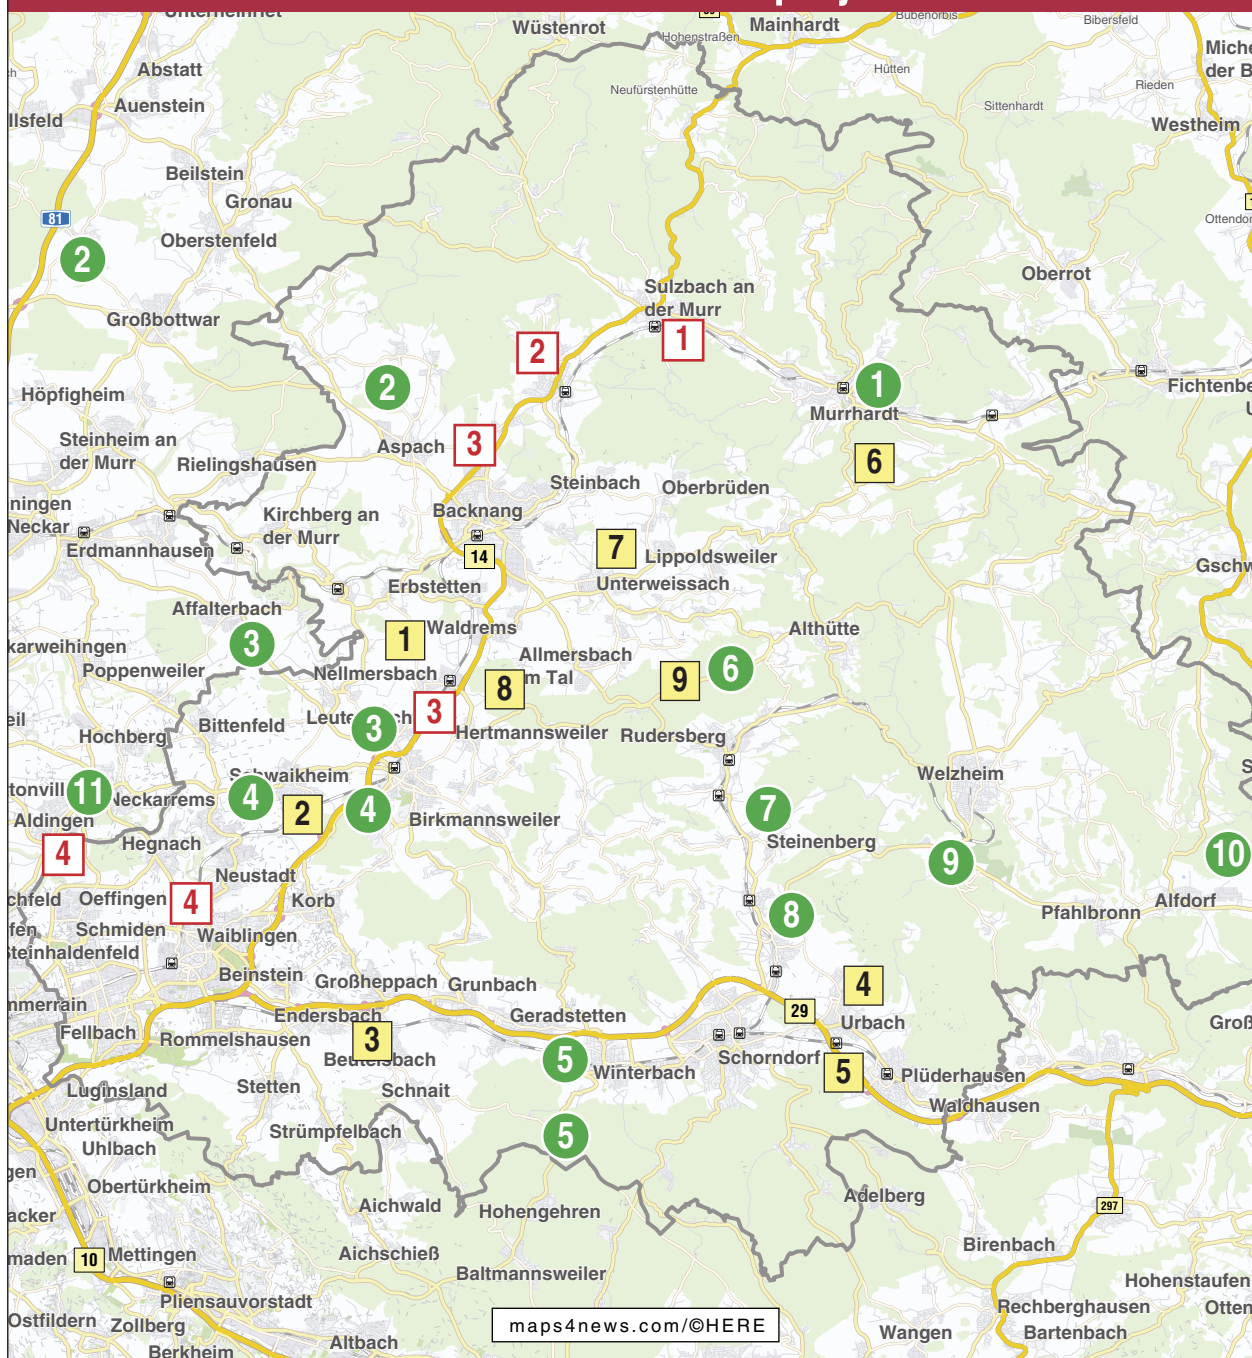 Wüstenrot
Mainhardt
Bubenorbis
Bibersfeld
Hohenstraßen
Abstatt
Hütten
Neufürstenhütte
Rieden
Auenstein
Sittenhardt
Westheim
Beilstein
Gronau
81
Oberstenfeld
2
Oberrot
Sulzbach an
der Murr
Großbottwar
1
2
Höpfigheim
2
1
Murrhardt
Steinheim an
der Murr
Aspach
3
Rielingshausen
6
Steinbach
Oberbrüden
Backnang
Kirchberg an
der Murr
Neckar
Erdmannhausen
14
7
Lippoldsweiler
Unterweissach
Erbstetten
Affalterbach
3
1
Waldrems
Althütte
Allmersbach
Poppenweiler
Nellmersbach
8
9
6
Bittenfeld
3
3
Hochberg
Hertmannsweiler
Rudersberg
Schwaikheim
Welzheim
11
Neckarrems
4
2
4
Birkmannsweiler
7
Aldingen
Hegnach
Steinenberg
4
9
10
Neustadt
Oeffingen
4
Korb
Alfdorf
8
Pfahlbronn
Schmiden
Waiblingen
Steinhaldenfeld
Beinstein
Großheppach
Grunbach
4
Endersbach
Geradstetten
29
Urbach
Fellbach
Rommelshausen
3
Beutelsbach
5
Winterbach
Schorndorf
5
Plüderhausen
Luginsland
Stetten
Schnait
Waldhausen
Untertürkheim
Uhlbach
Strümpfelbach
5
Obertürkheim
Aichwald
Hohengehren
Adelberg
297
10
Mettingen
Aichschieß
Birenbach
Baltmannsweiler
Hohenstaufen
Pliensauvorstadt
Rechberghausen
Ostfildern
Zollberg
Altbach
maps4news.com/©HERE
Wangen
Bartenbach
Berkheim